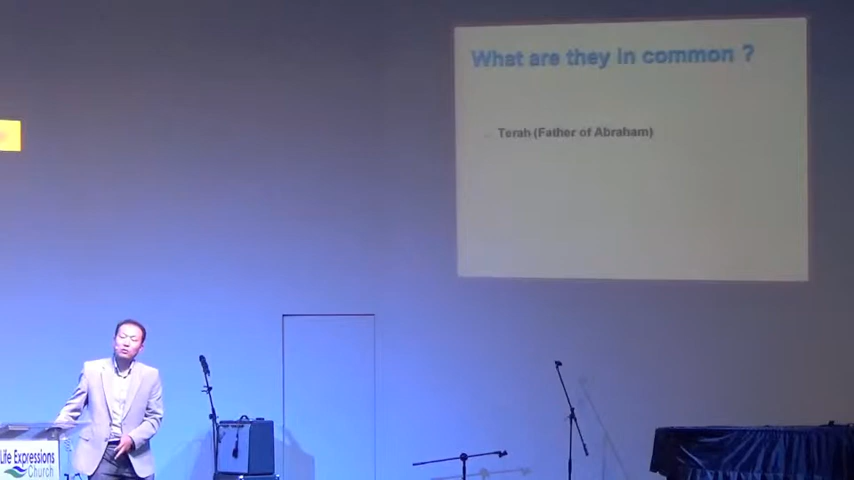 What are they in common ?
Terah (Father of Abraham)
Life Expressions
Church